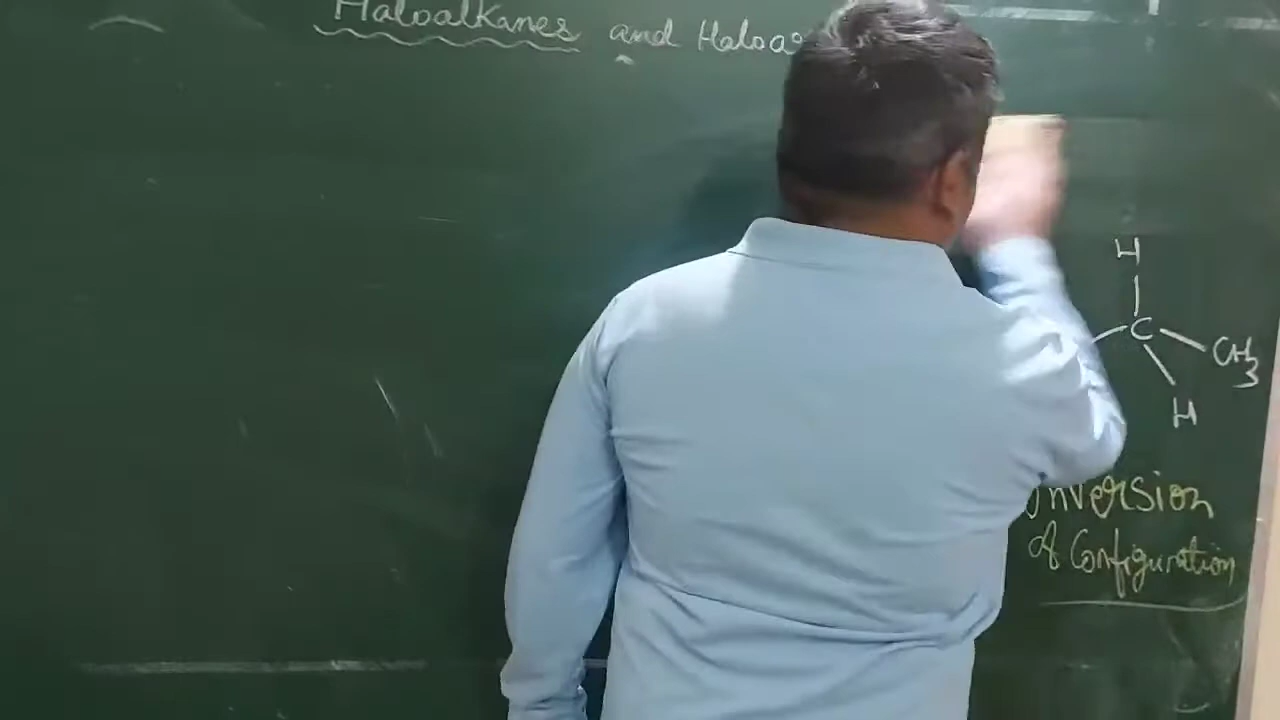 Haloalkanes and Haloa
H
C
CH3
H
nversion
of Configuration